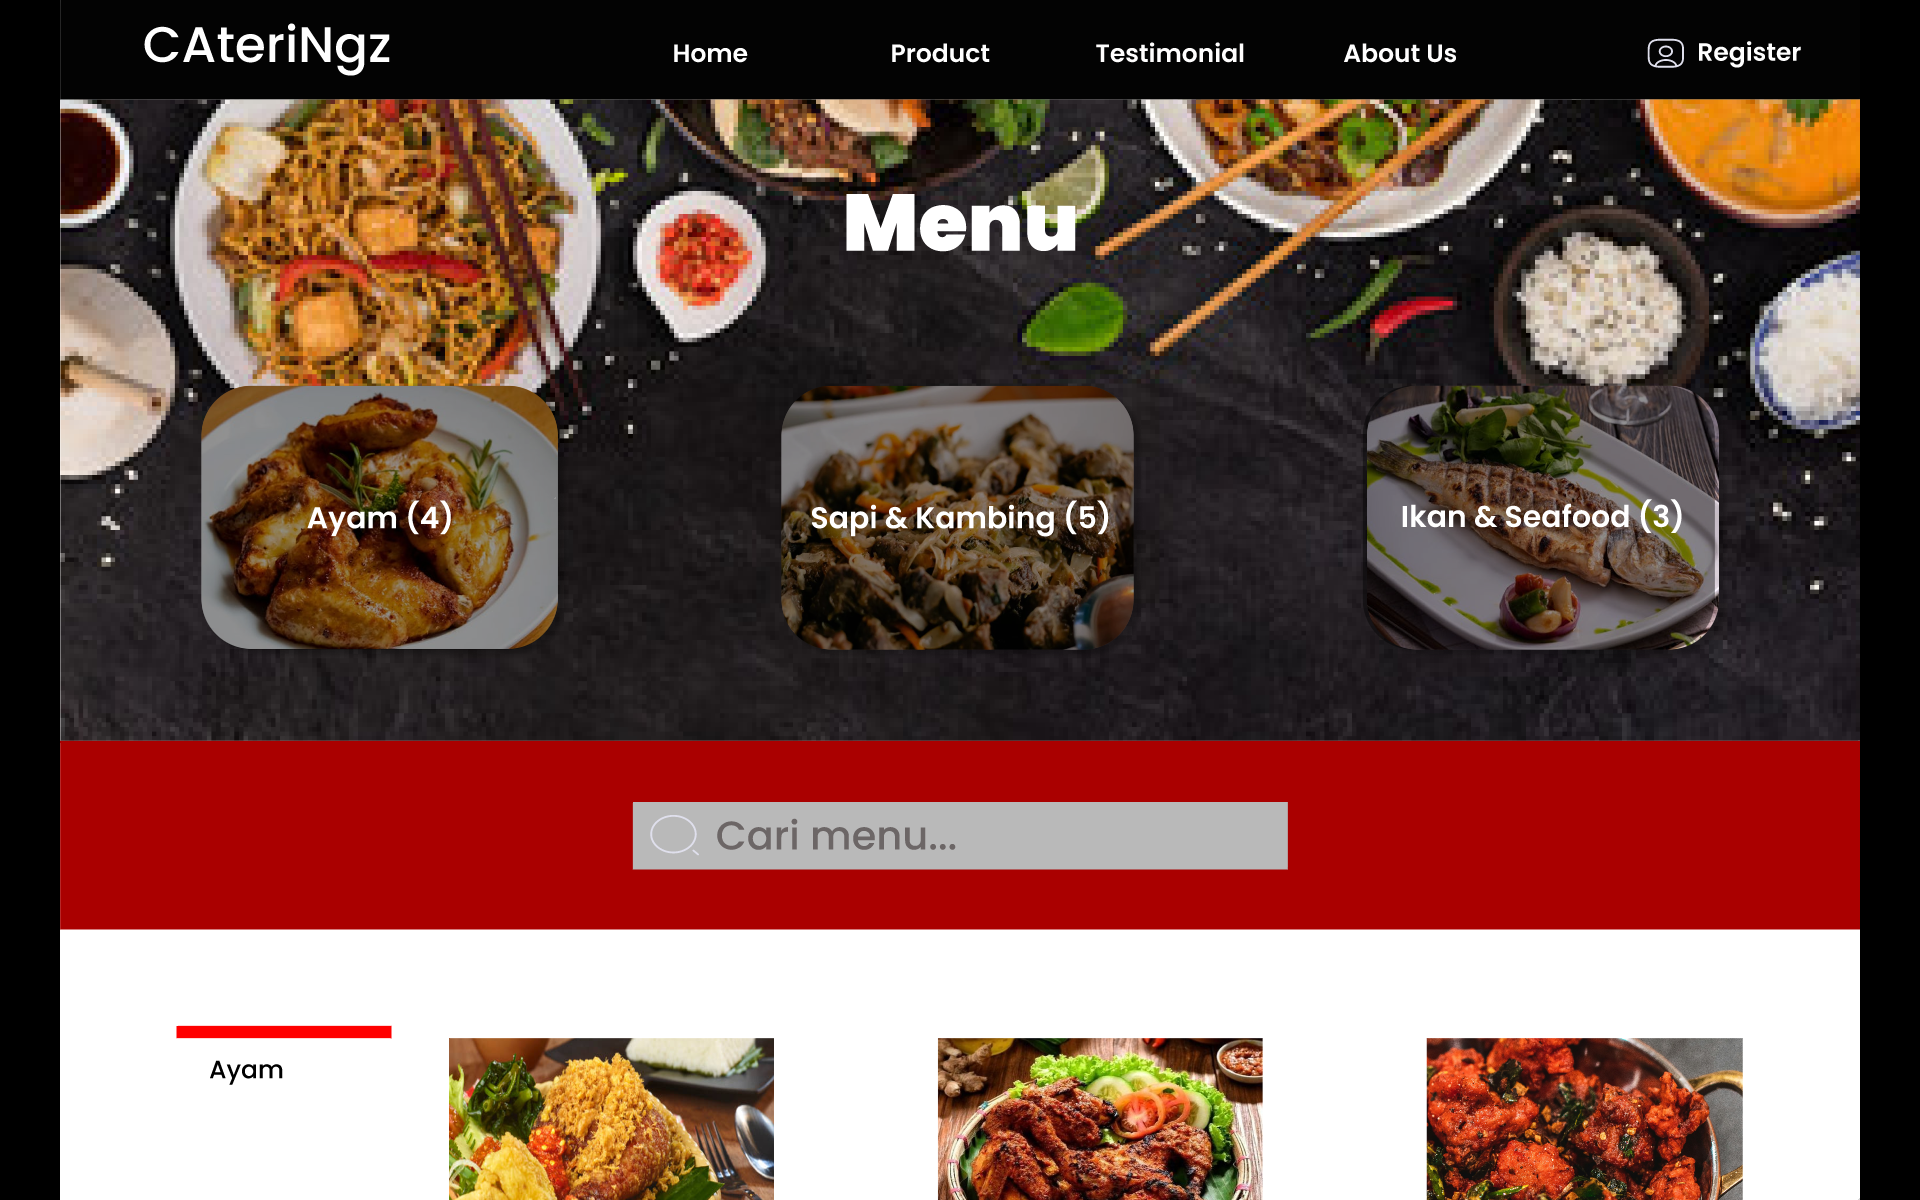 CAteriNgz
Home
Product
Testimonial
About Us
Register
Menu
Ayam (4)
Sapi & Kambing (5)
Ikan & Seafood (3)
Cari menu...
Ayam